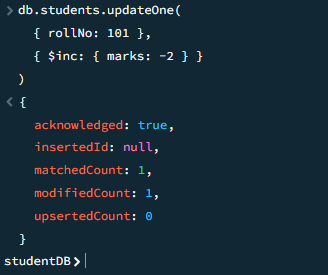 > db.students.updateOne(
{ rollNo: 101 },
{ $inc: { marks: -2 } }
)
< {
acknowledged: true,
insertedId: null,
matchedCount: 1,
modifiedCount: 1,
upsertedCount: 0
}
studentDB>